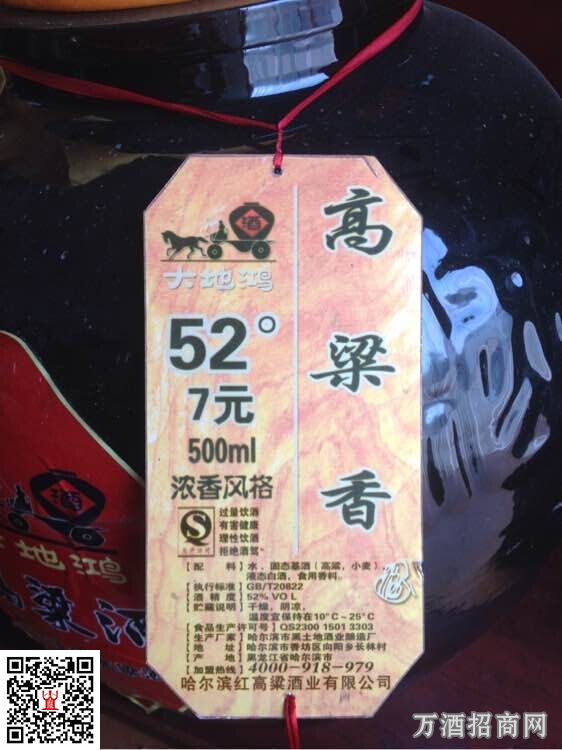 酒
大地鸿
52°
7元
500ml
浓香风格
高粱香
过量饮酒
有害健康
理性饮酒
拒绝酒驾
【配 料】水、固态基酒（高粱，小麦）、
液态白酒，食用香料。
【执行标准】GB/T20822
【酒精度】52% VO L
【贮藏说明】干燥，阴凉，
温度宜保持在10°C~25°C
【食品生产许可号】QS2300 1501 3303
【生产厂家】哈尔滨市黑土地酒业酿造厂
【地 址】哈尔滨市香坊区向阳乡长林村
【产 地】黑龙江省哈尔滨市
【加盟热线】4000-918-979
哈尔滨红高粱酒业有限公司
酒
大地鸿
万酒招商网